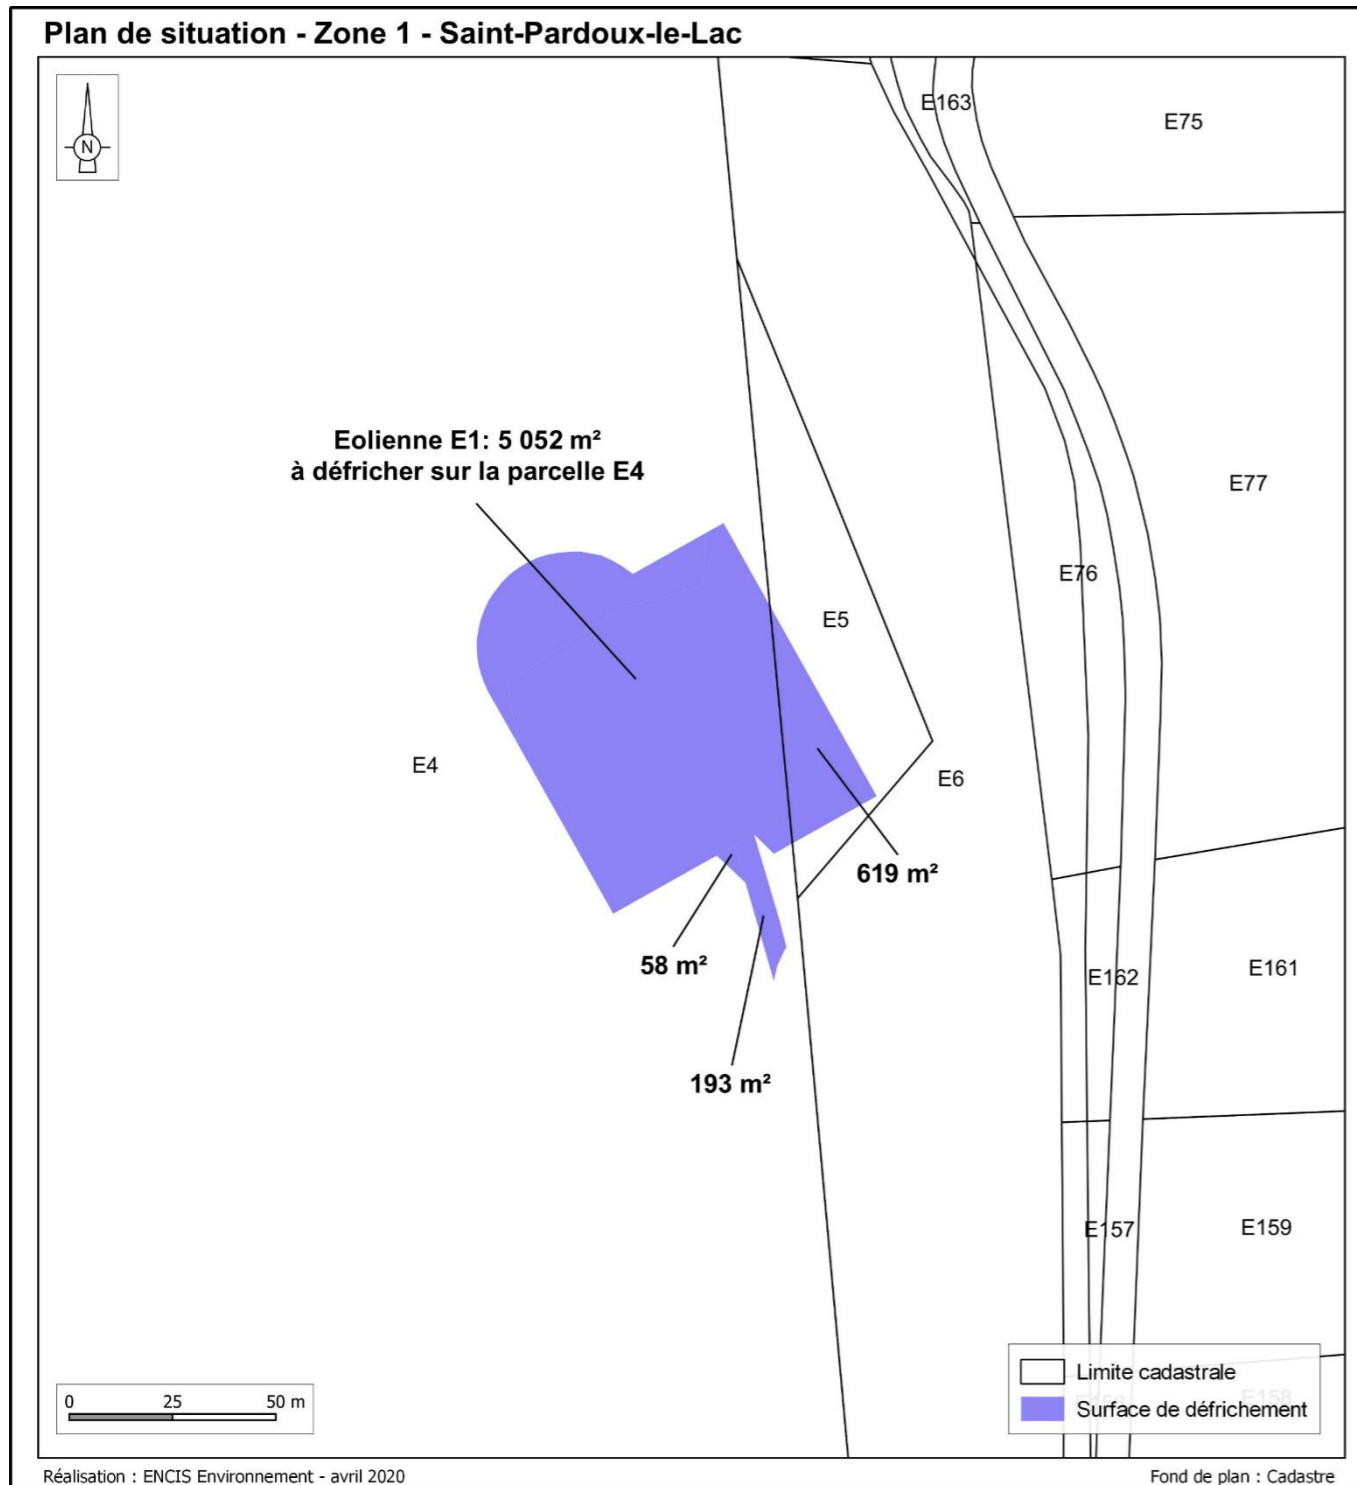 Plan de situation - Zone 1 - Saint-Pardoux-le-Lac
N
E163
E75
Eolienne E1: 5 052 m²
à défricher sur la parcelle E4
E77
E76
E5
E4
E6
619 m²
58 m²
E162
E161
193 m²
E157
E159
0 25 50 m
Limite cadastrale
E158
Surface de défrichement
Réalisation : ENCIS Environnement - avril 2020
Fond de plan : Cadastre